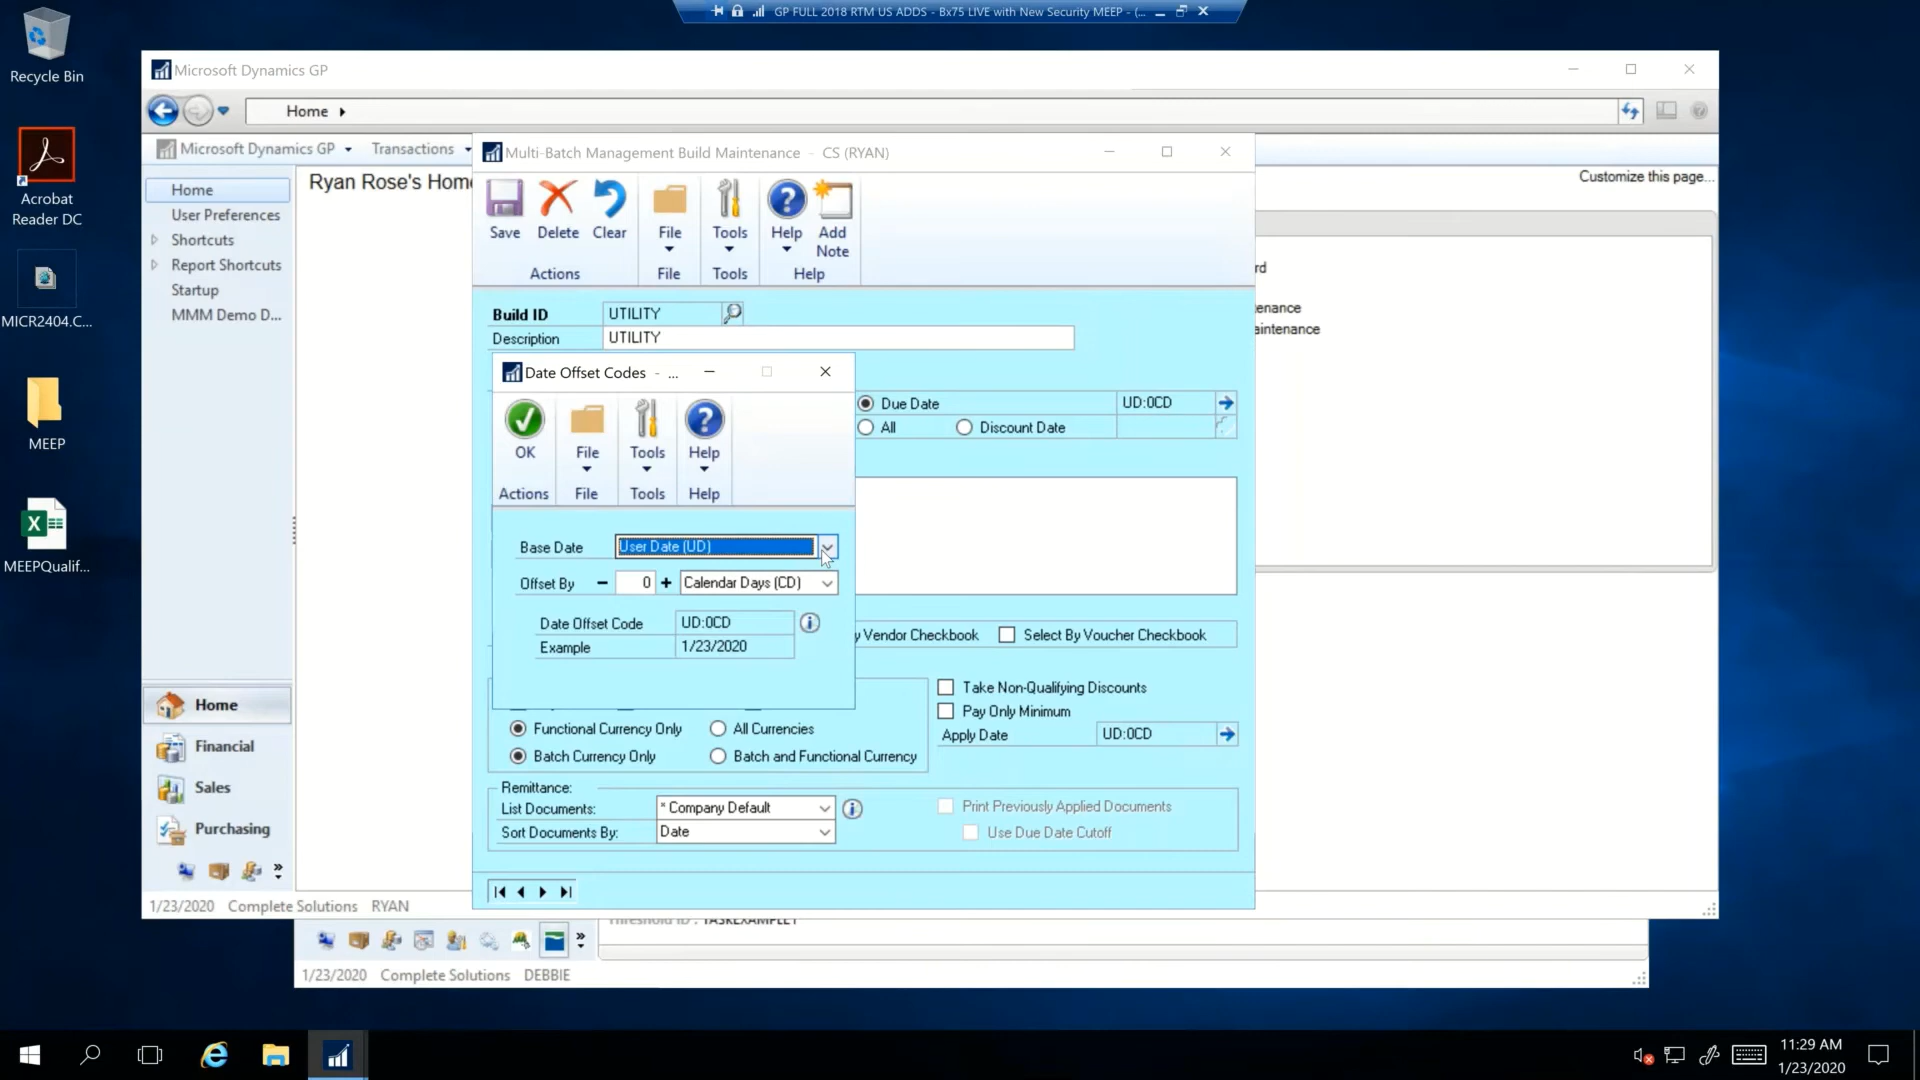 GP FULL 2018 RTM US ADDS - Bx75 LIVE with New Security MEEP - (...
Recycle Bin
Acrobat
Reader DC
MICR2404.C...
MEEP
MEEPQualif...
Microsoft Dynamics GP
Home
Microsoft Dynamics GP
Transactions
Home
User Preferences
Shortcuts
Report Shortcuts
Startup
MMM Demo D...
Ryan Rose's Hom
Customize this page...
rd
enance
aintenance
Home
Financial
Sales
Purchasing
1/23/2020 Complete Solutions RYAN
Multi-Batch Management Build Maintenance - CS (RYAN)
Save
Delete
Clear
File
Tools
Help
Add
Note
Actions
File
Tools
Help
Build ID
UTILITY
Description
UTILITY
Due Date
UD:0CD
All
Discount Date
y Vendor Checkbook
Select By Voucher Checkbook
Take Non-Qualifying Discounts
Pay Only Minimum
Functional Currency Only
All Currencies
Apply Date
UD:0CD
Batch Currency Only
Batch and Functional Currency
Remittance:
List Documents:
* Company Default
Print Previously Applied Documents
Sort Documents By:
Date
Use Due Date Cutoff
Date Offset Codes - ...
OK
File
Tools
Help
Actions
File
Tools
Help
Base Date
User Date (UD)
Offset By
0
Calendar Days (CD)
Date Offset Code
UD:0CD
Example
1/23/2020
Threshold ID : TASKEXAMPLE1
1/23/2020 Complete Solutions DEBBIE
11:29 AM
1/23/2020